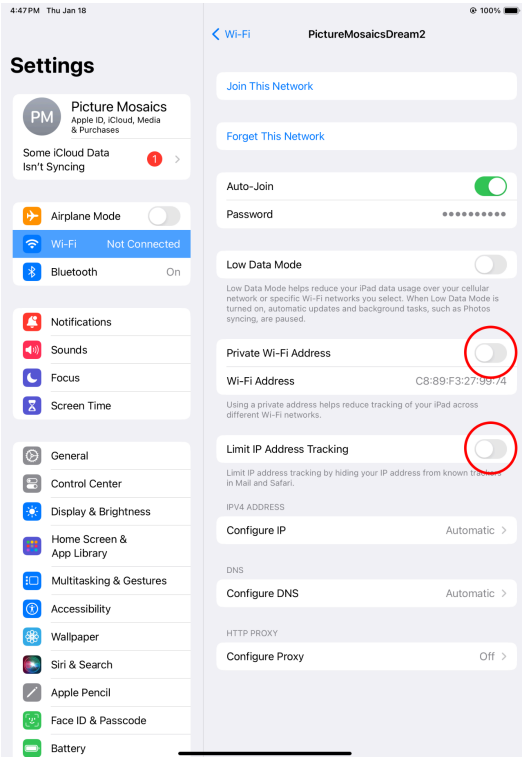 4:47 PM Thu Jan 18
100%
Settings
PM
Picture Mosaics
Apple ID, iCloud, Media
& Purchases
Some iCloud Data
Isn't Syncing
1
Airplane Mode
Wi-Fi Not Connected
Bluetooth On
Notifications
Sounds
Focus
Screen Time
General
Control Center
Display & Brightness
Home Screen &
App Library
Multitasking & Gestures
Accessibility
Wallpaper
Siri & Search
Apple Pencil
Face ID & Passcode
Battery
Wi-Fi
PictureMosaicsDream2
Join This Network
Forget This Network
Auto-Join
Password ●●●●●●●●●●
Low Data Mode
Low Data Mode helps reduce your iPad data usage over your cellular
network or specific Wi-Fi networks you select. When Low Data Mode is
turned on, automatic updates and background tasks, such as Photos
syncing, are paused.
Private Wi-Fi Address
Wi-Fi Address C8:89:F3:27:99:74
Using a private address helps reduce tracking of your iPad across
different Wi-Fi networks.
Limit IP Address Tracking
Limit IP address tracking by hiding your IP address from known trackers
in Mail and Safari.
IPV4 ADDRESS
Configure IP Automatic
DNS
Configure DNS Automatic
HTTP PROXY
Configure Proxy Off